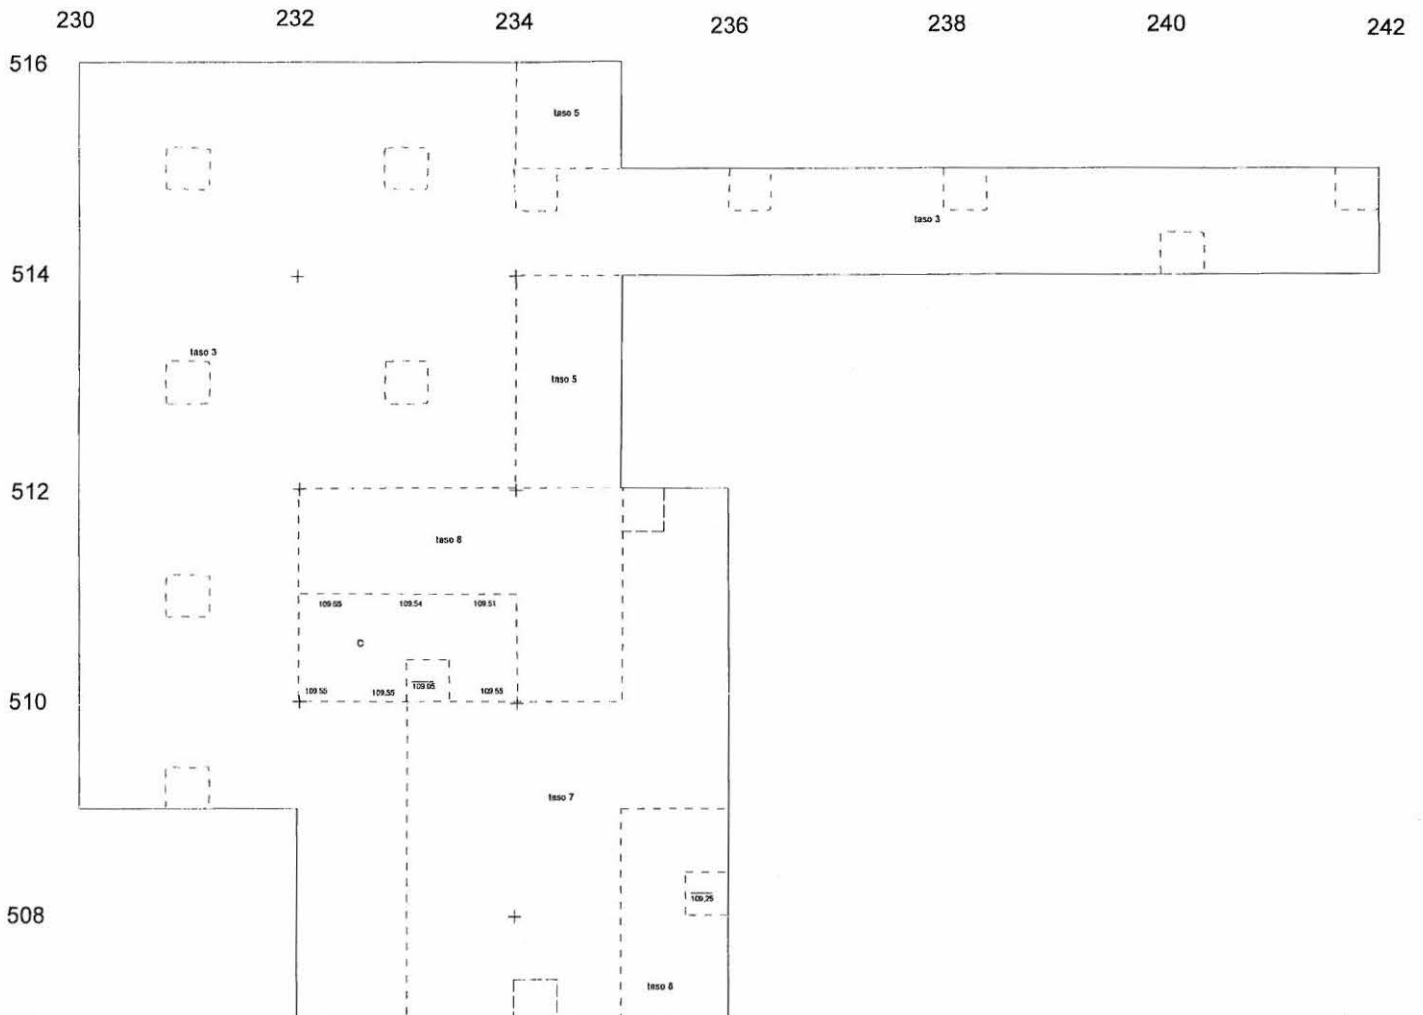 230 232 234 236 238 240 242
516
taso 5
taso 3
514
taso 3
taso 5
512
taso 8
109.55 109.54 109.51
C
109.55 109.55 109.05 109.55
510
taso 7
109,25
508
taso 8